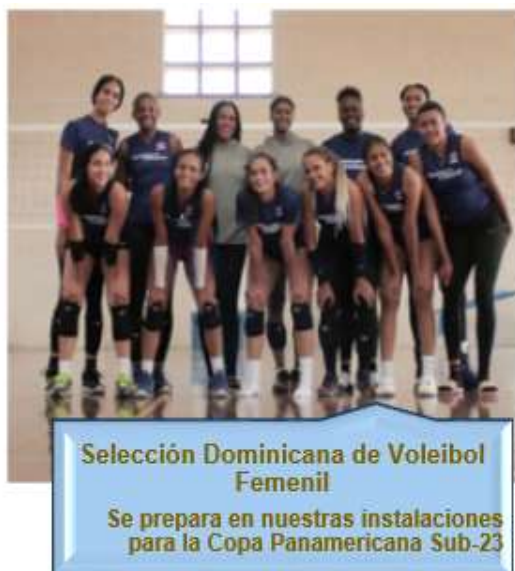 Selección Dominicana de Voleibol
Femenil
Se prepara en nuestras instalaciones
para la Copa Panamericana Sub-23